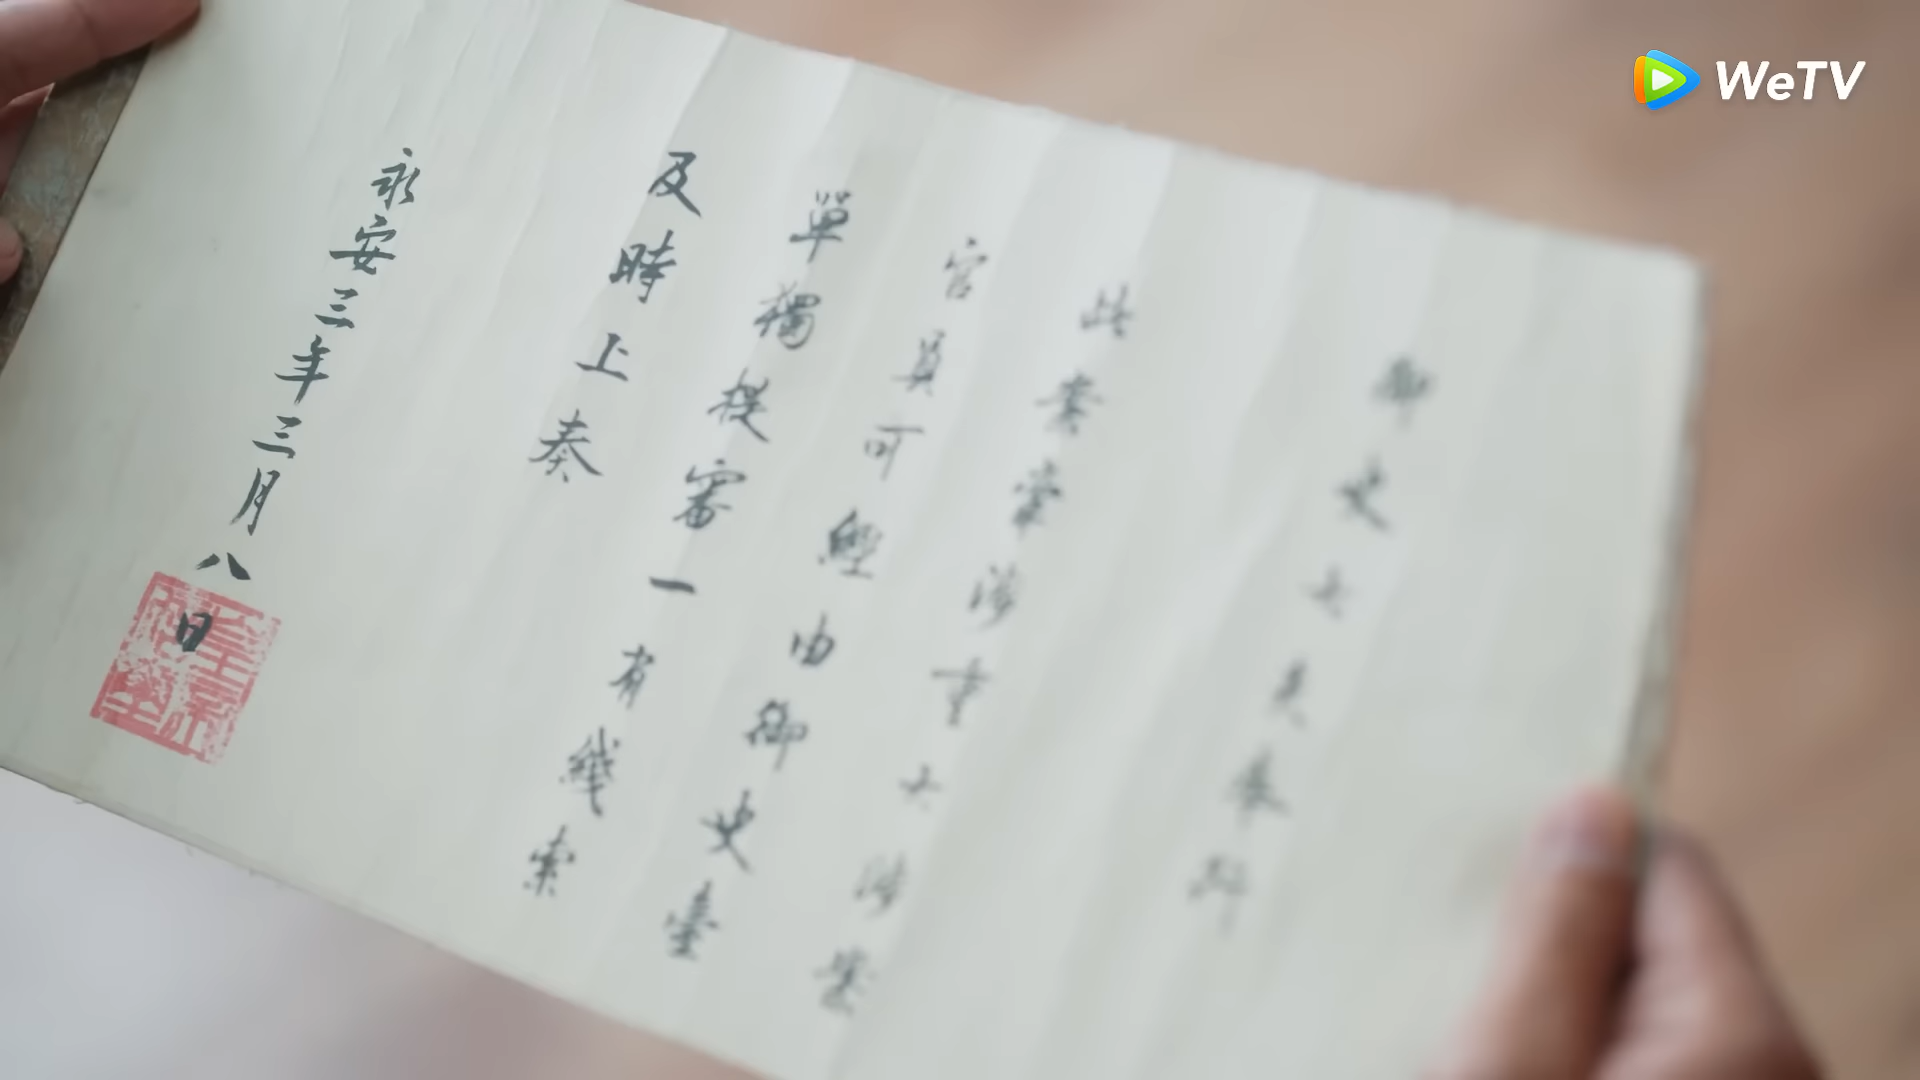 WeTV
御史大夫奉
此案牽涉重大涉案
官員可經由御史臺
單獨提審一有綫索
及時上奏
永安三年三月八日